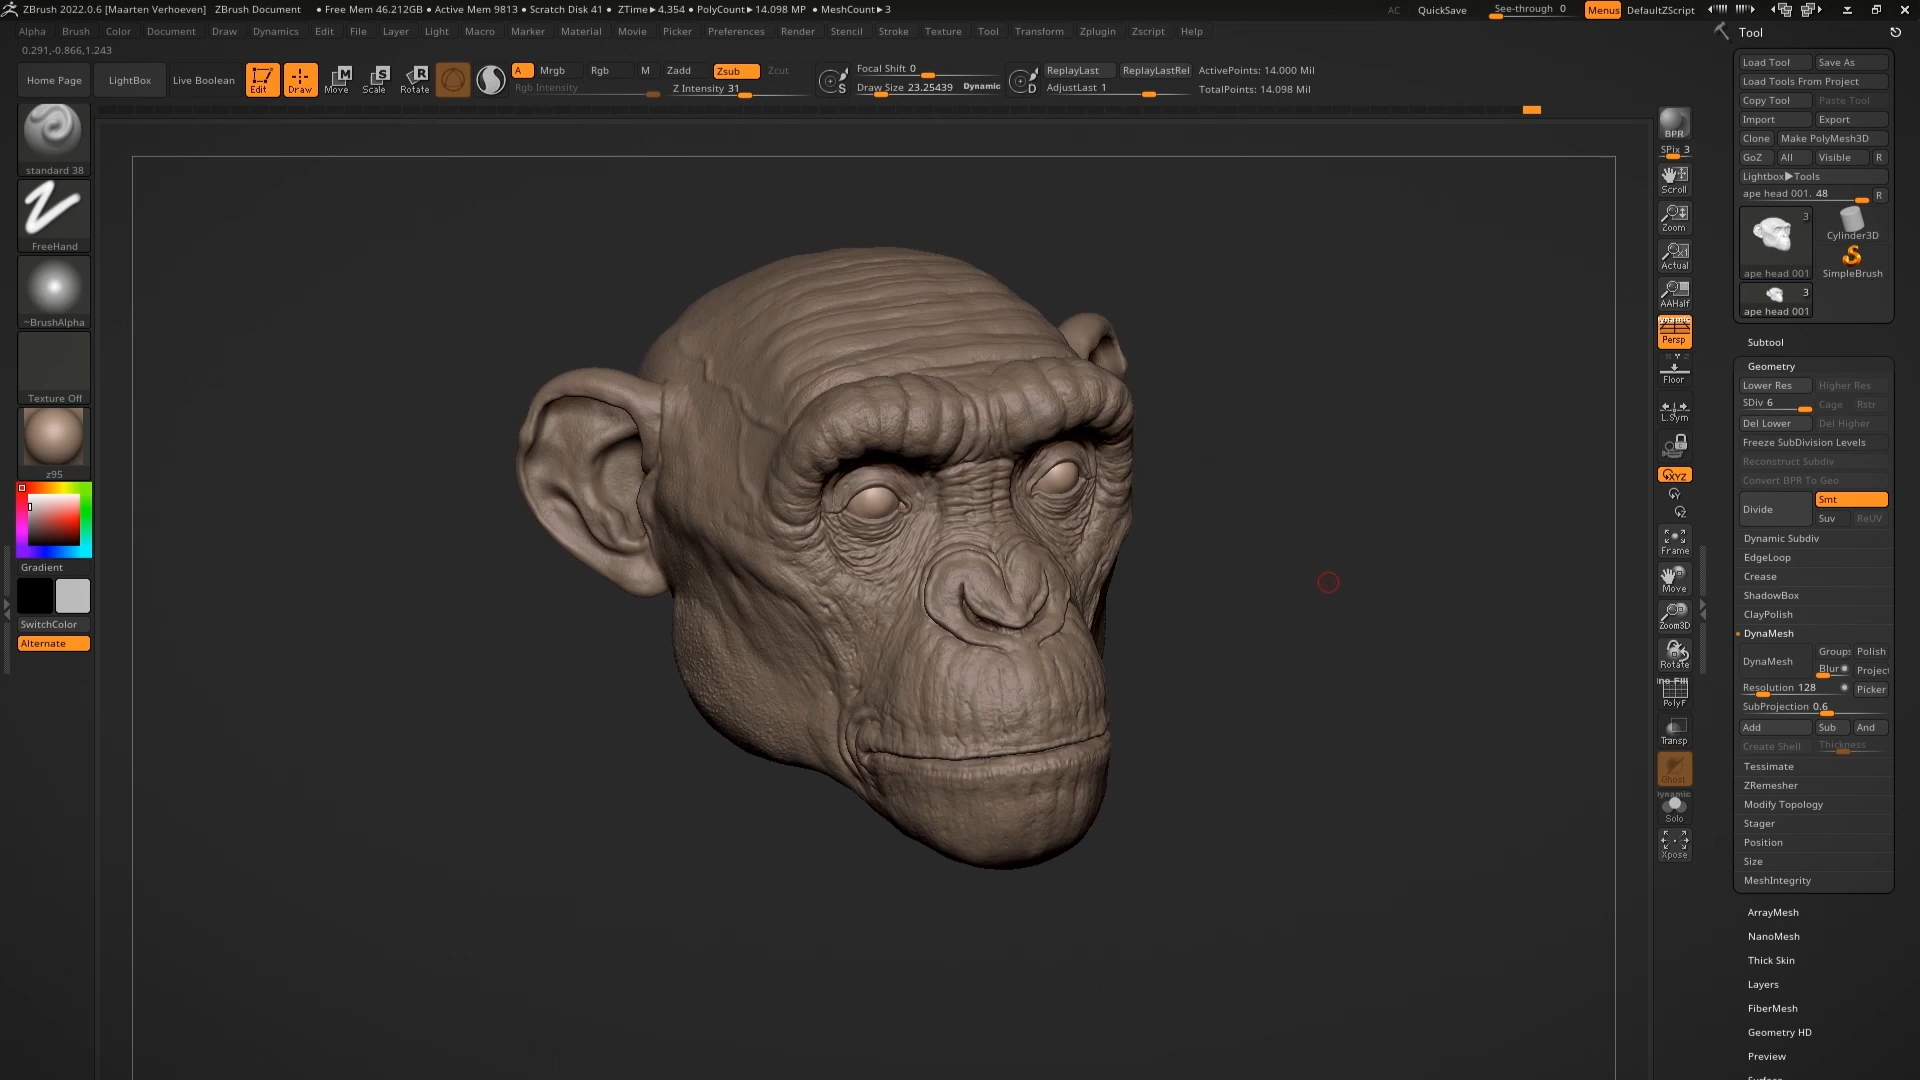 ZBrush 2022.0.6 [Maarten Verhoeven] ZBrush Document • Free Mem 46.212GB • Active Mem 9813 • Scratch Disk 41 • ZTime▶4.354 • PolyCount▶14.098 MP • MeshCount▶3 AC QuickSave See-through 0 Menus DefaultZScript
Alpha Brush Color Document Draw Dynamics Edit File Layer Light Macro Marker Material Movie Picker Preferences Render Stencil Stroke Texture Tool Transform Zplugin Zscript Help
Tool
0.291,-0.866,1.243
Home Page LightBox Live Boolean Edit Draw Move Scale Rotate
A Mrgb Rgb M Zadd Zsub Zcut
Rgb Intensity Z Intensity 31
Focal Shift 0
Draw Size 23.25439 Dynamic
ReplayLast ReplayLastRel ActivePoints: 14.000 Mil
AdjustLast 1 TotalPoints: 14.098 Mil
standard 38
FreeHand
~BrushAlpha
Texture Off
z95
Gradient
SwitchColor
Alternate
BPR
SPix 3
Scroll
Zoom
Actual
AAHalf
Persp
Floor
L.Sym
XYZ
Frame
Move
Zoom3D
Rotate
PolyF
Transp
Ghost
Dynamic
Solo
Xpose
Load Tool Save As
Load Tools From Project
Copy Tool Paste Tool
Import Export
Clone Make PolyMesh3D
GoZ All Visible R
Lightbox▶Tools
ape head 001. 48 R
3
Cylinder3D
ape head 001 SimpleBrush
3
ape head 001
Subtool
Geometry
Lower Res Higher Res
SDiv 6 Cage Rstr
Del Lower Del Higher
Freeze SubDivision Levels
Reconstruct Subdiv
Convert BPR To Geo
Divide Smt
Suv ReUV
Dynamic Subdiv
EdgeLoop
Crease
ShadowBox
ClayPolish
DynaMesh
DynaMesh Groups Polish
Blur Project
Resolution 128 Picker
SubProjection 0.6
Add Sub And
Create Shell Thickness
Tessimate
ZRemesher
Modify Topology
Stager
Position
Size
MeshIntegrity
ArrayMesh
NanoMesh
Thick Skin
Layers
FiberMesh
Geometry HD
Preview